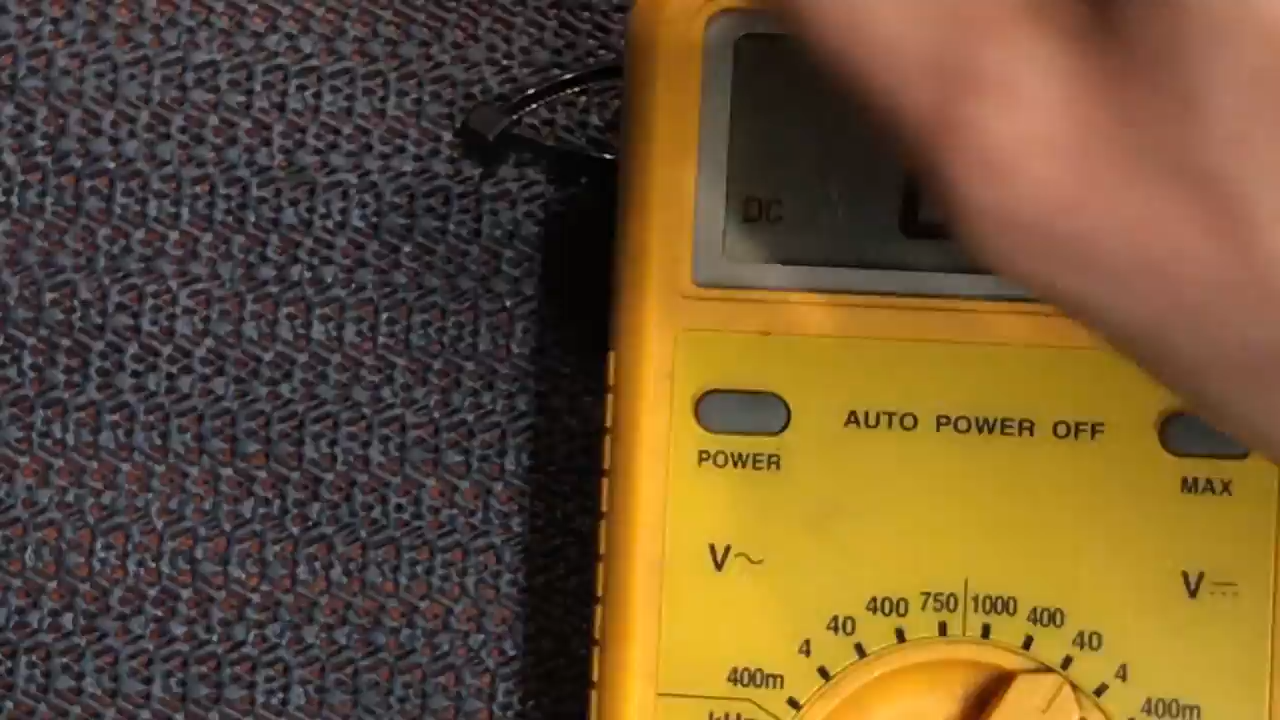 DC
AUTO POWER OFF
POWER
MAX
V~
V⎓
400m 4 40 400 750 1000 400 40 4 400m